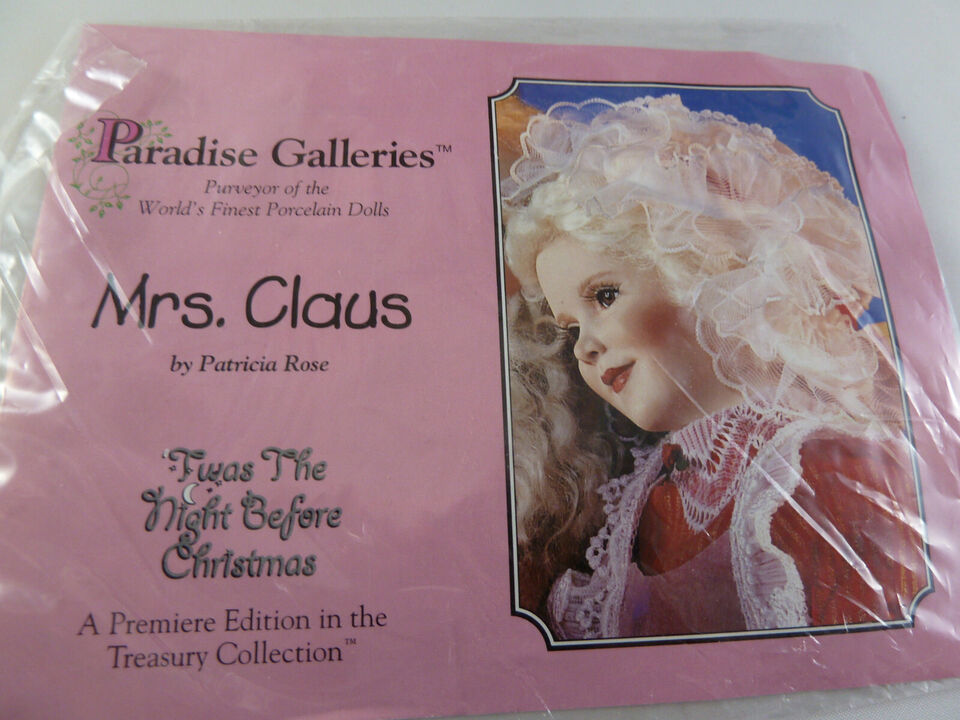 Paradise Galleries™
Purveyor of the
World's Finest Porcelain Dolls
Mrs. Claus
by Patricia Rose
'Twas The
Night Before
Christmas
A Premiere Edition in the
Treasury Collection™